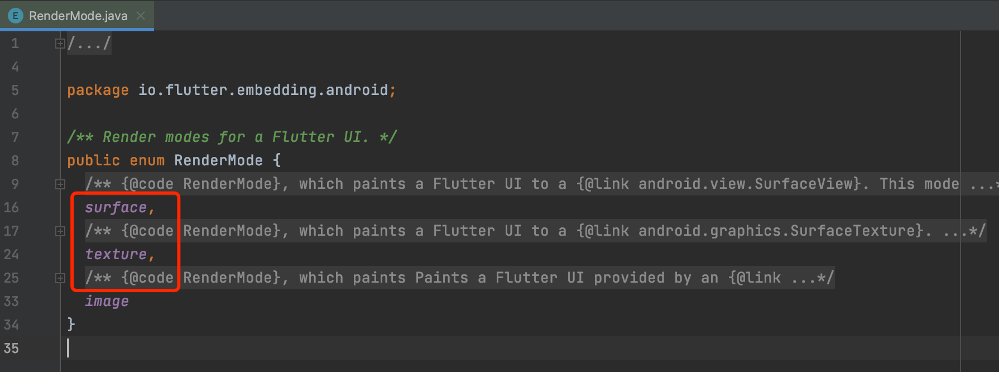 E RenderMode.java
1 /.../
4
5 package io.flutter.embedding.android;
6
7 /** Render modes for a Flutter UI. */
8 public enum RenderMode {
9 /** {@code RenderMode}, which paints a Flutter UI to a {@link android.view.SurfaceView}. This mode ...*
16 surface,
17 /** {@code RenderMode}, which paints a Flutter UI to a {@link android.graphics.SurfaceTexture}. ...*/
24 texture,
25 /** {@code RenderMode}, which paints Paints a Flutter UI provided by an {@link ...*/
33 image
34 }
35